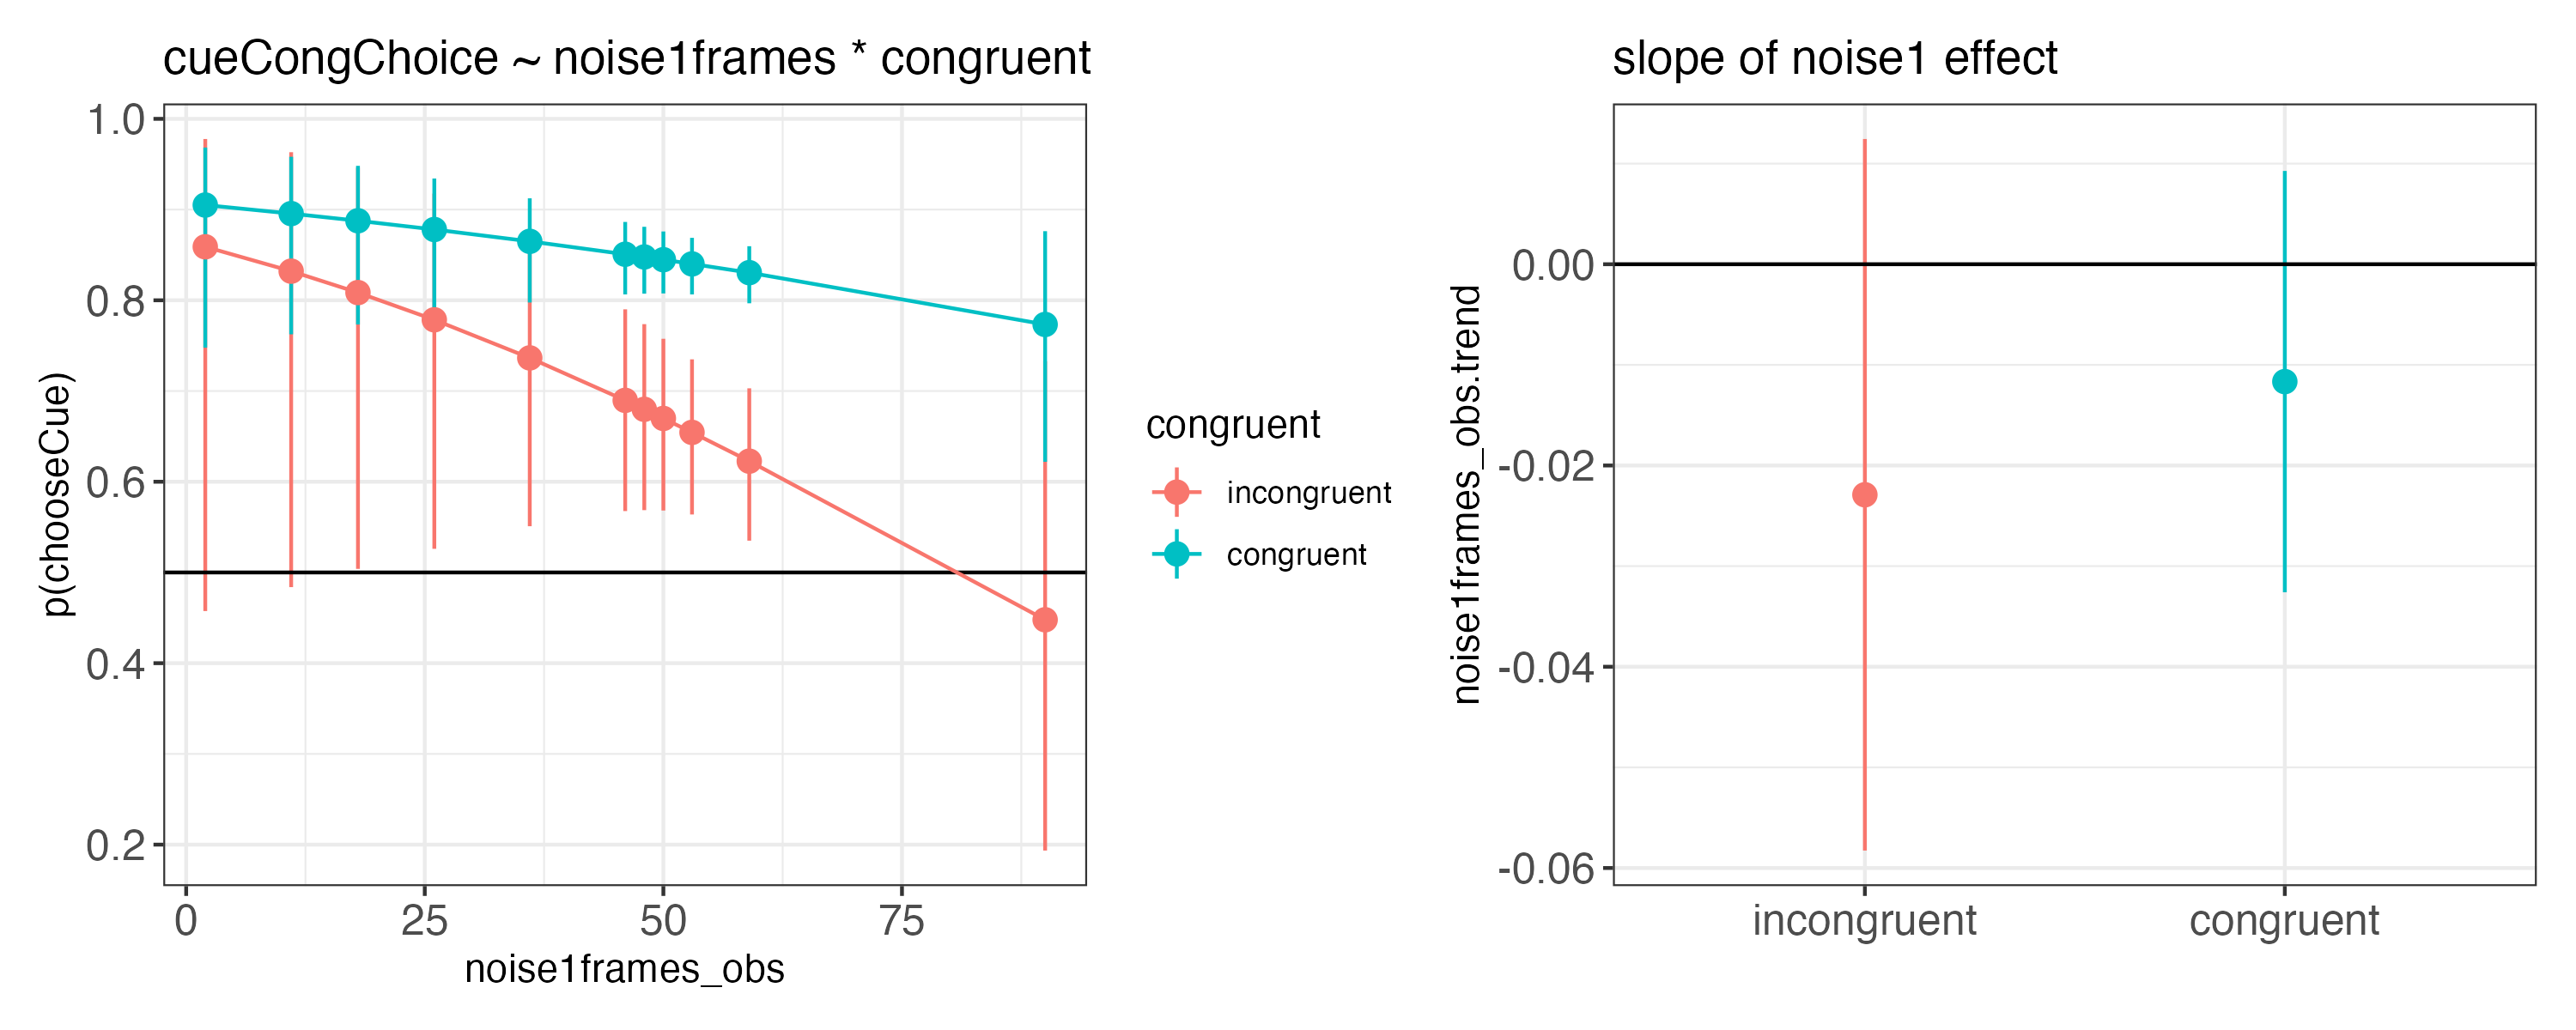 cueCongChoice ~ noise1frames * congruent
p(chooseCue)
1.0
0.8
0.6
0.4
0.2
0 25 50 75
noise1frames_obs
congruent
incongruent
congruent
slope of noise1 effect
noise1frames_obs.trend
0.00
-0.02
-0.04
-0.06
incongruent congruent